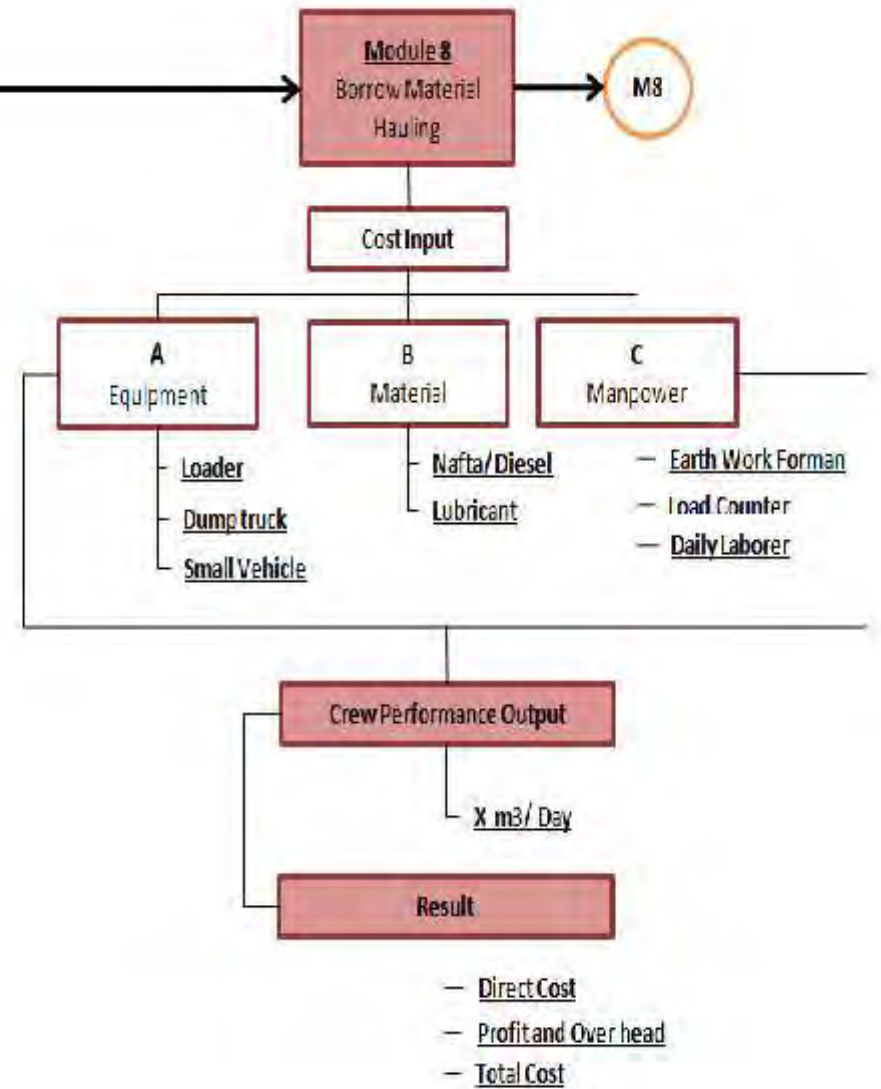 Module 8
Borrow Material
Hauling
M8
Cost Input
A
Equipment
B
Material
C
Manpower
Loader
Dump truck
Small Vehicle
Nafta/Diesel
Lubricant
Earth Work Forman
Load Counter
Daily Laborer
Crew Performance Output
X m3/ Day
Result
Direct Cost
Profit and Over head
Total Cost